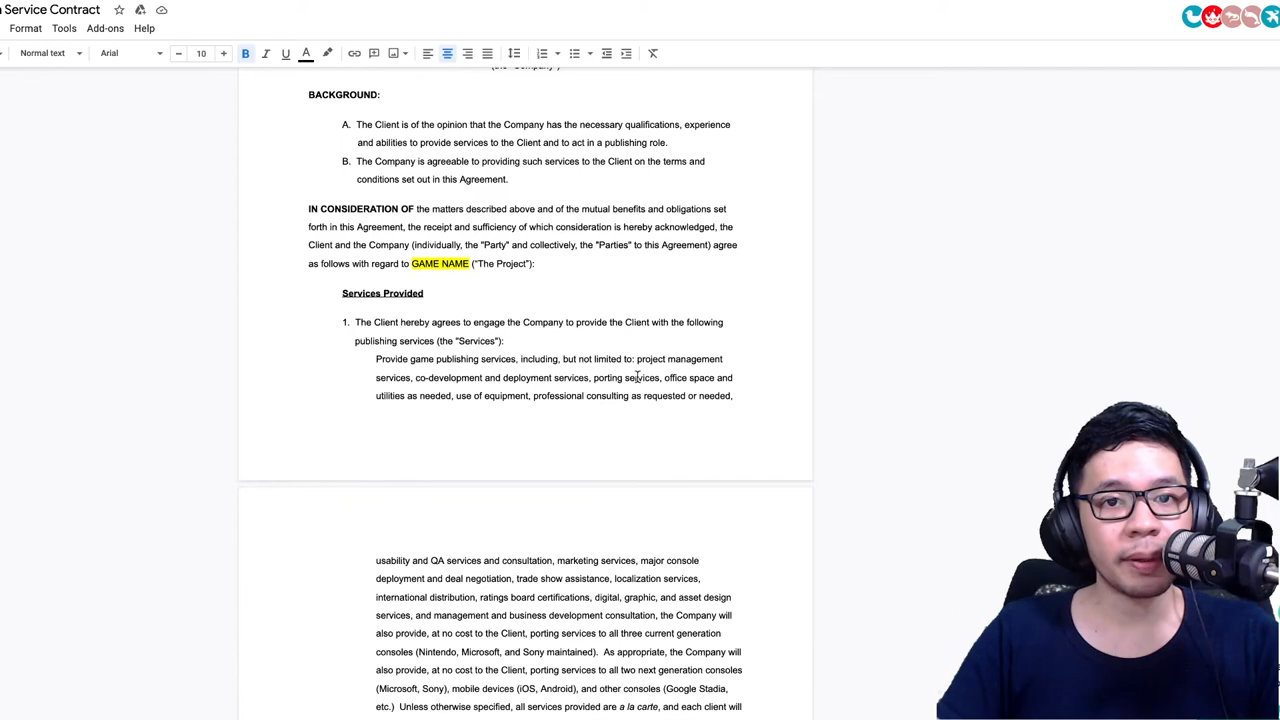 Service Contract
Format Tools Add-ons Help
Normal text Arial 10 B I U A
BACKGROUND:
A. The Client is of the opinion that the Company has the necessary qualifications, experience
and abilities to provide services to the Client and to act in a publishing role.
B. The Company is agreeable to providing such services to the Client on the terms and
conditions set out in this Agreement.
IN CONSIDERATION OF the matters described above and of the mutual benefits and obligations set
forth in this Agreement, the receipt and sufficiency of which consideration is hereby acknowledged, the
Client and the Company (individually, the "Party" and collectively, the "Parties" to this Agreement) agree
as follows with regard to GAME NAME ("The Project"):
Services Provided
1. The Client hereby agrees to engage the Company to provide the Client with the following
publishing services (the "Services"):
Provide game publishing services, including, but not limited to: project management
services, co-development and deployment services, porting services, office space and
utilities as needed, use of equipment, professional consulting as requested or needed,
usability and QA services and consultation, marketing services, major console
deployment and deal negotiation, trade show assistance, localization services,
international distribution, ratings board certifications, digital, graphic, and asset design
services, and management and business development consultation, the Company will
also provide, at no cost to the Client, porting services to all three current generation
consoles (Nintendo, Microsoft, and Sony maintained). As appropriate, the Company will
also provide, at no cost to the Client, porting services to all two next generation consoles
(Microsoft, Sony), mobile devices (iOS, Android), and other consoles (Google Stadia,
etc.) Unless otherwise specified, all services provided are a la carte, and each client will